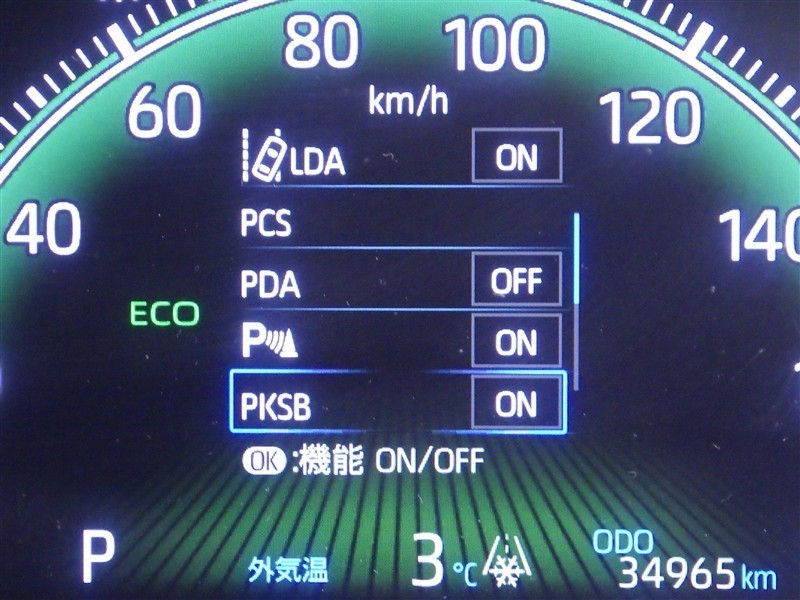 80 100
km/h
60 120
LDA ON
40 PCS 140
PDA OFF
ECO
P ON
PKSB ON
OK :機能 ON/OFF
P 外気温 3℃ ODO 34965 km